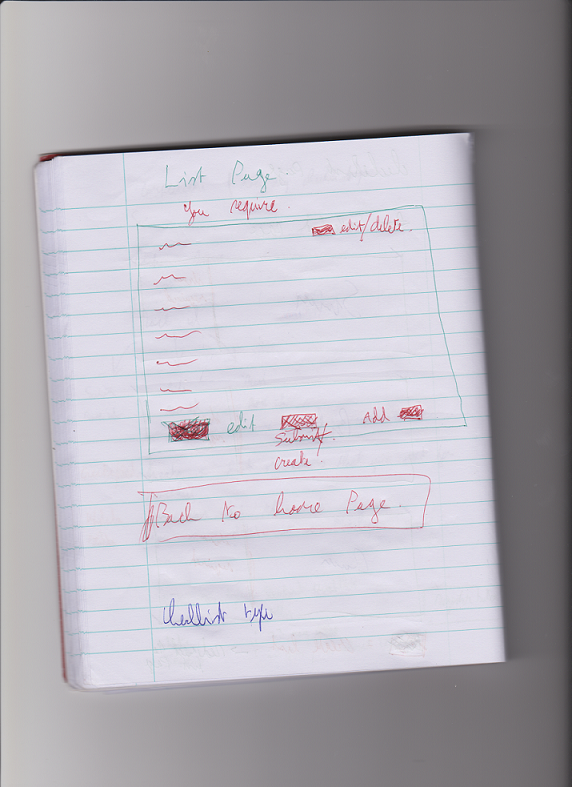 List Page.
You require.
edit/delete.
edit
Add
Submit/
create.
Back to home Page.
checklist type